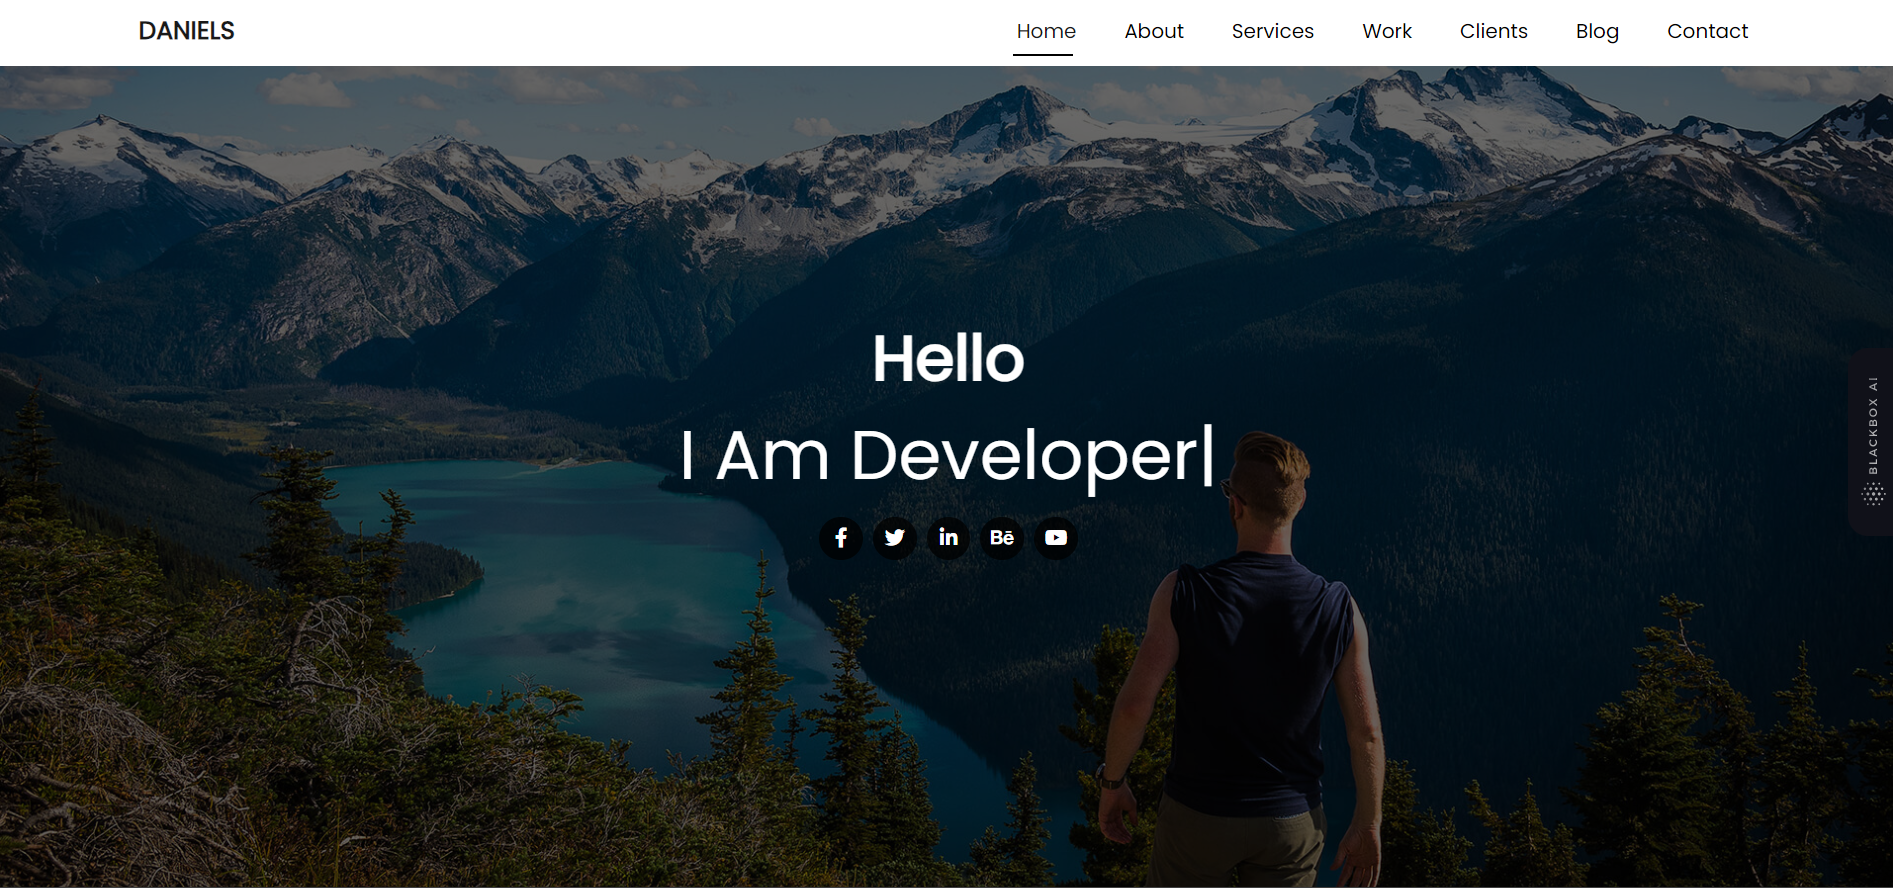 DANIELS
Home About Services Work Clients Blog Contact
Hello
I Am Developer|
Bē
BLACKBOX AI